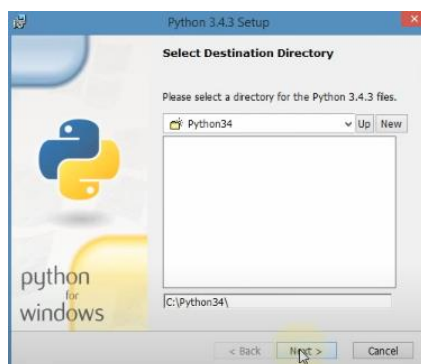 Python 3.4.3 Setup
Select Destination Directory
Please select a directory for the Python 3.4.3 files.
Python34
Up
New
C:\Python34\
python
for
windows
< Back
Next >
Cancel